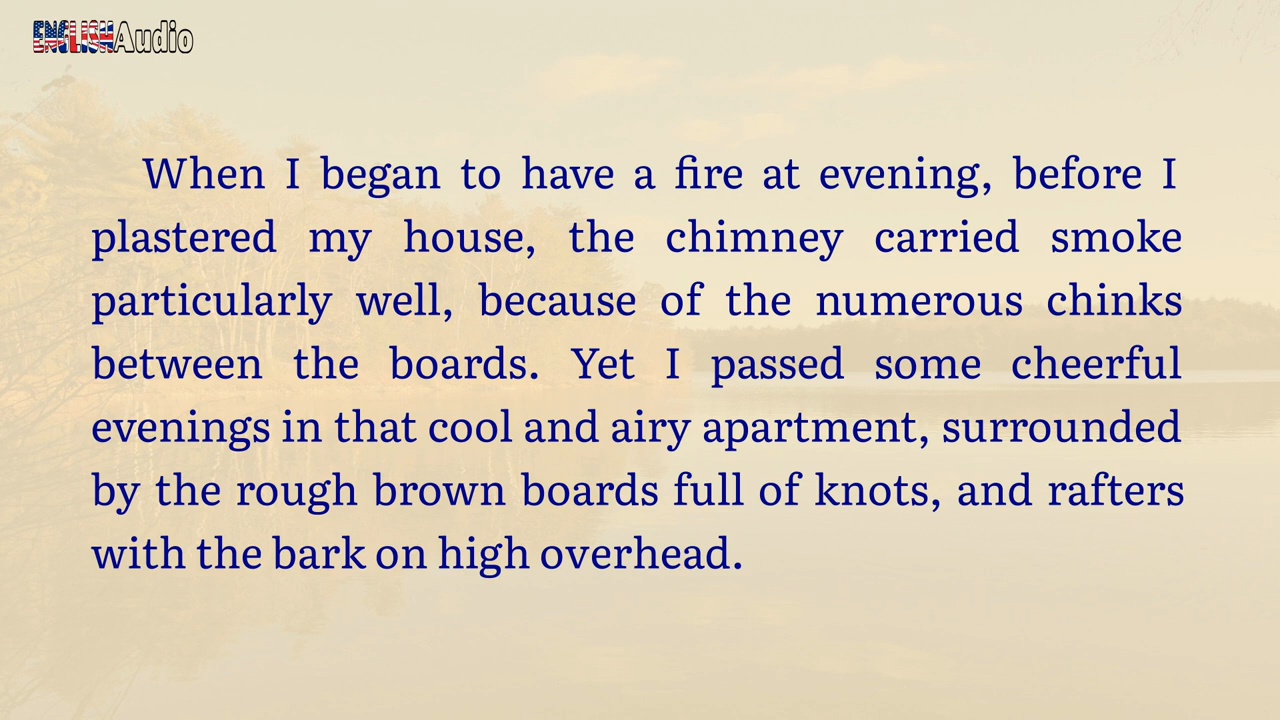 ENGLISHAudio
When I began to have a fire at evening, before I
plastered my house, the chimney carried smoke
particularly well, because of the numerous chinks
between the boards. Yet I passed some cheerful
evenings in that cool and airy apartment, surrounded
by the rough brown boards full of knots, and rafters
with the bark on high overhead.